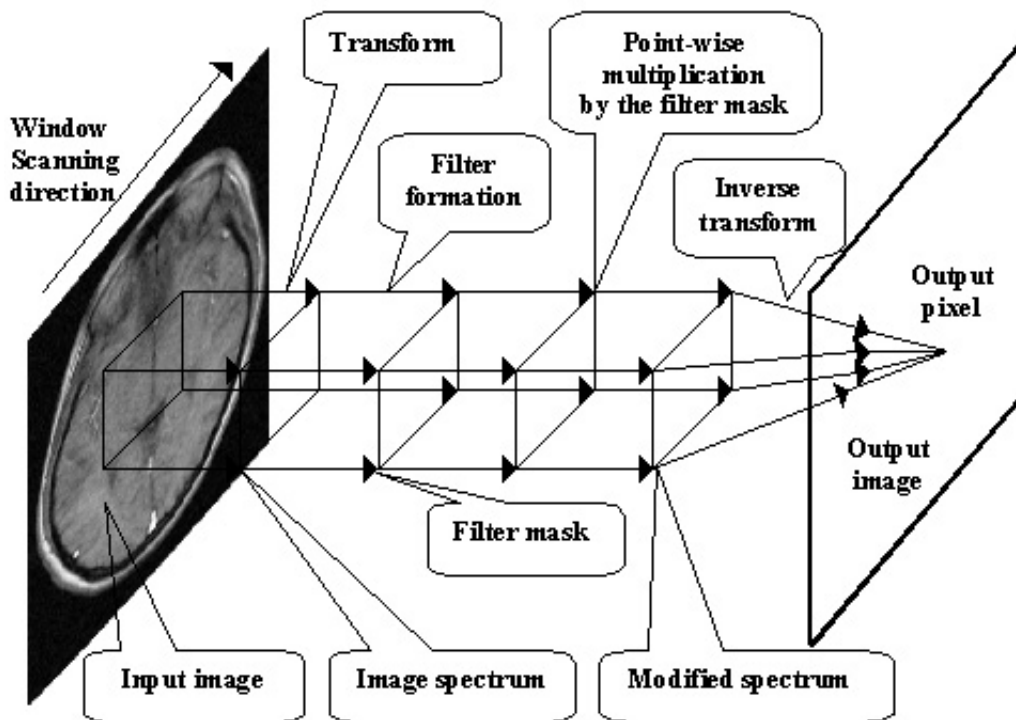 Transform
Point-wise
multiplication
by the filter mask
Window
Scanning
direction
Filter
formation
Inverse
transform
Output
pixel
Output
image
Filter mask
Input image
Image spectrum
Modified spectrum